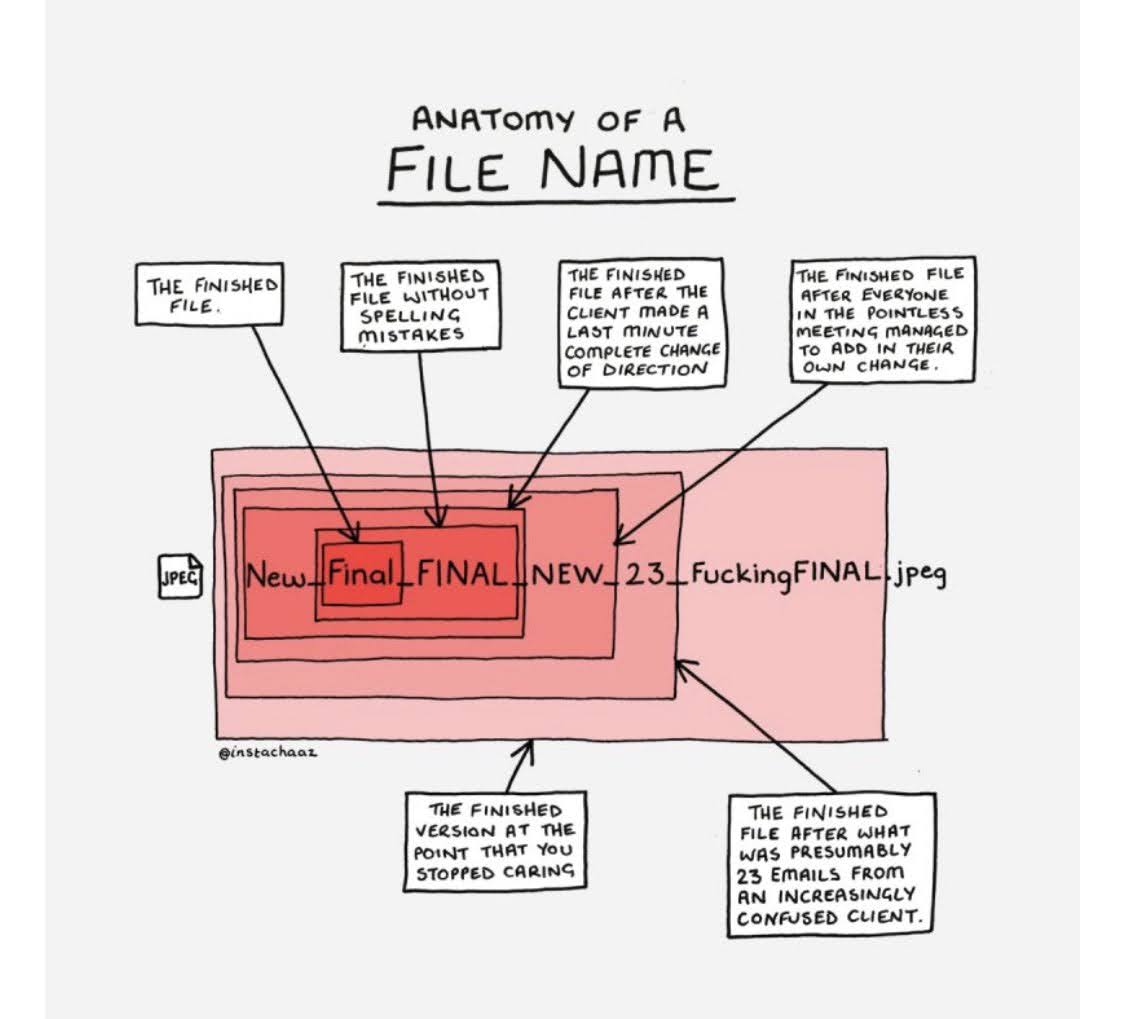 ANATOMY OF A
FILE NAME
THE FINISHED
FILE.
THE FINISHED
FILE WITHOUT
SPELLING
MISTAKES
THE FINISHED
FILE AFTER THE
CLIENT MADE A
LAST MINUTE
COMPLETE CHANGE
OF DIRECTION
THE FINISHED FILE
AFTER EVERYONE
IN THE POINTLESS
MEETING MANAGED
TO ADD IN THEIR
OWN CHANGE.
JPEG
New_Final_FINAL_NEW_23_FuckingFINAL.jpeg
@instachaaz
THE FINISHED
VERSION AT THE
POINT THAT YOU
STOPPED CARING
THE FINISHED
FILE AFTER WHAT
WAS PRESUMABLY
23 EMAILS FROM
AN INCREASINGLY
CONFUSED CLIENT.